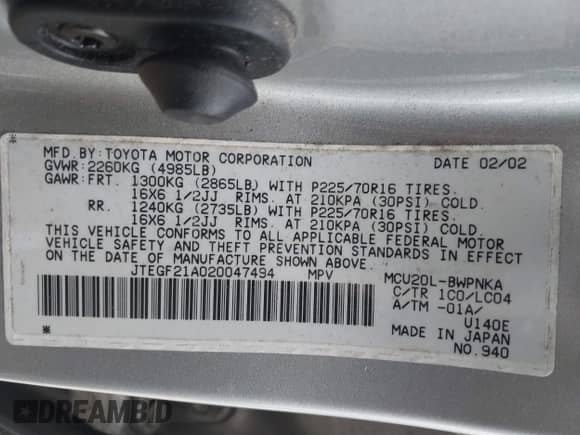 MFD. BY: TOYOTA MOTOR CORPORATION DATE 02/02
GVWR: 2260KG (4985LB)
GAWR: FRT. 1300KG (2865LB) WITH P225/70R16 TIRES.
16X6 1/2JJ RIMS. AT 210KPA (30PSI) COLD.
RR. 1240KG (2735LB) WITH P225/70R16 TIRES.
16X6 1/2JJ RIMS. AT 210KPA (30PSI) COLD.
THIS VEHICLE CONFORMS TO ALL APPLICABLE FEDERAL MOTOR
VEHICLE SAFETY AND THEFT PREVENTION STANDARDS IN EFFECT
ON THE DATE OF MANUFACTURE SHOWN ABOVE.
JTEGF21A020047494 MPV MCU20L-BWPNKA
C/TR 1C0/LC04
A/TM -01A/
U140E
MADE IN JAPAN
NO.940
DREAMBID